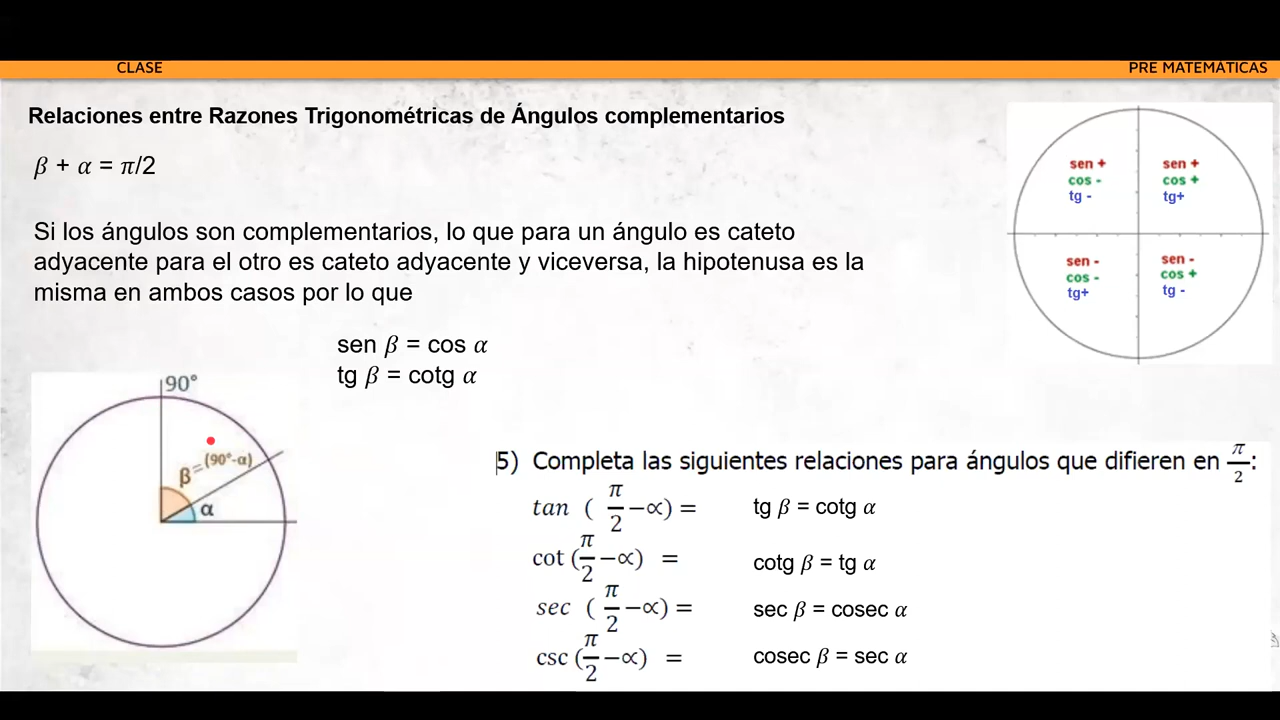 CLASE
PRE MATEMÁTICAS
Relaciones entre Razones Trigonométricas de Ángulos complementarios
β + α = π/2
Si los ángulos son complementarios, lo que para un ángulo es cateto
adyacente para el otro es cateto adyacente y viceversa, la hipotenusa es la
misma en ambos casos por lo que
sen β = cos α
tg β = cotg α
sen +
cos -
tg -
sen +
cos +
tg+
sen -
cos -
tg+
sen -
cos +
tg -
90°
β=(90°-α)
α
5) Completa las siguientes relaciones para ángulos que difieren en π/2:
tan ( π/2 −∝) = tg β = cotg α
cot (π/2 −∝) = cotg β = tg α
sec ( π/2 −∝) = sec β = cosec α
csc (π/2 −∝) = cosec β = sec α